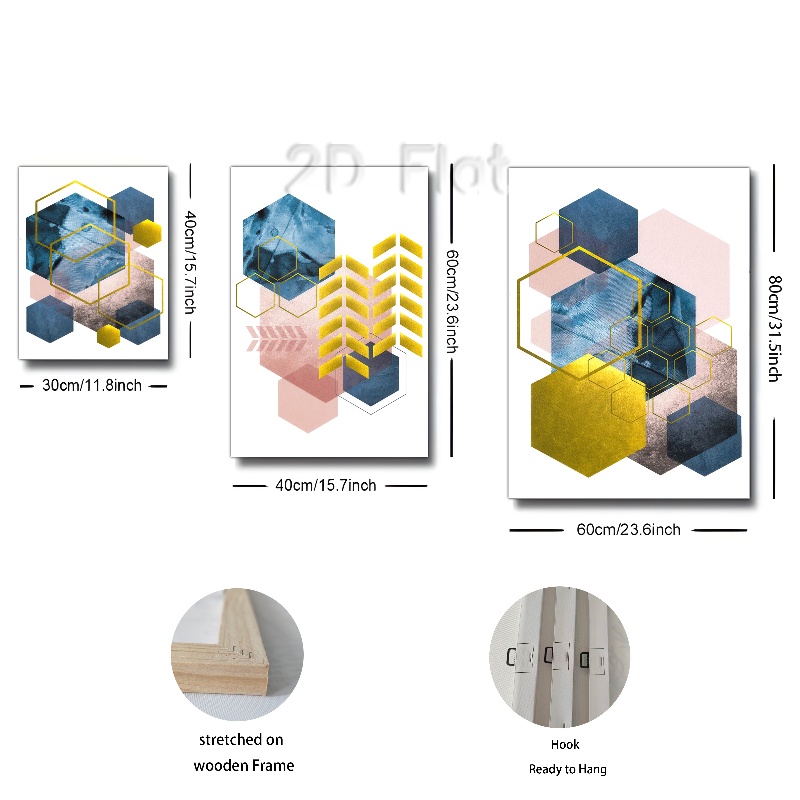 2D Flat
40cm/15.7inch
30cm/11.8inch
60cm/23.6inch
40cm/15.7inch
80cm/31.5inch
60cm/23.6inch
stretched on
wooden Frame
Hook
Ready to Hang